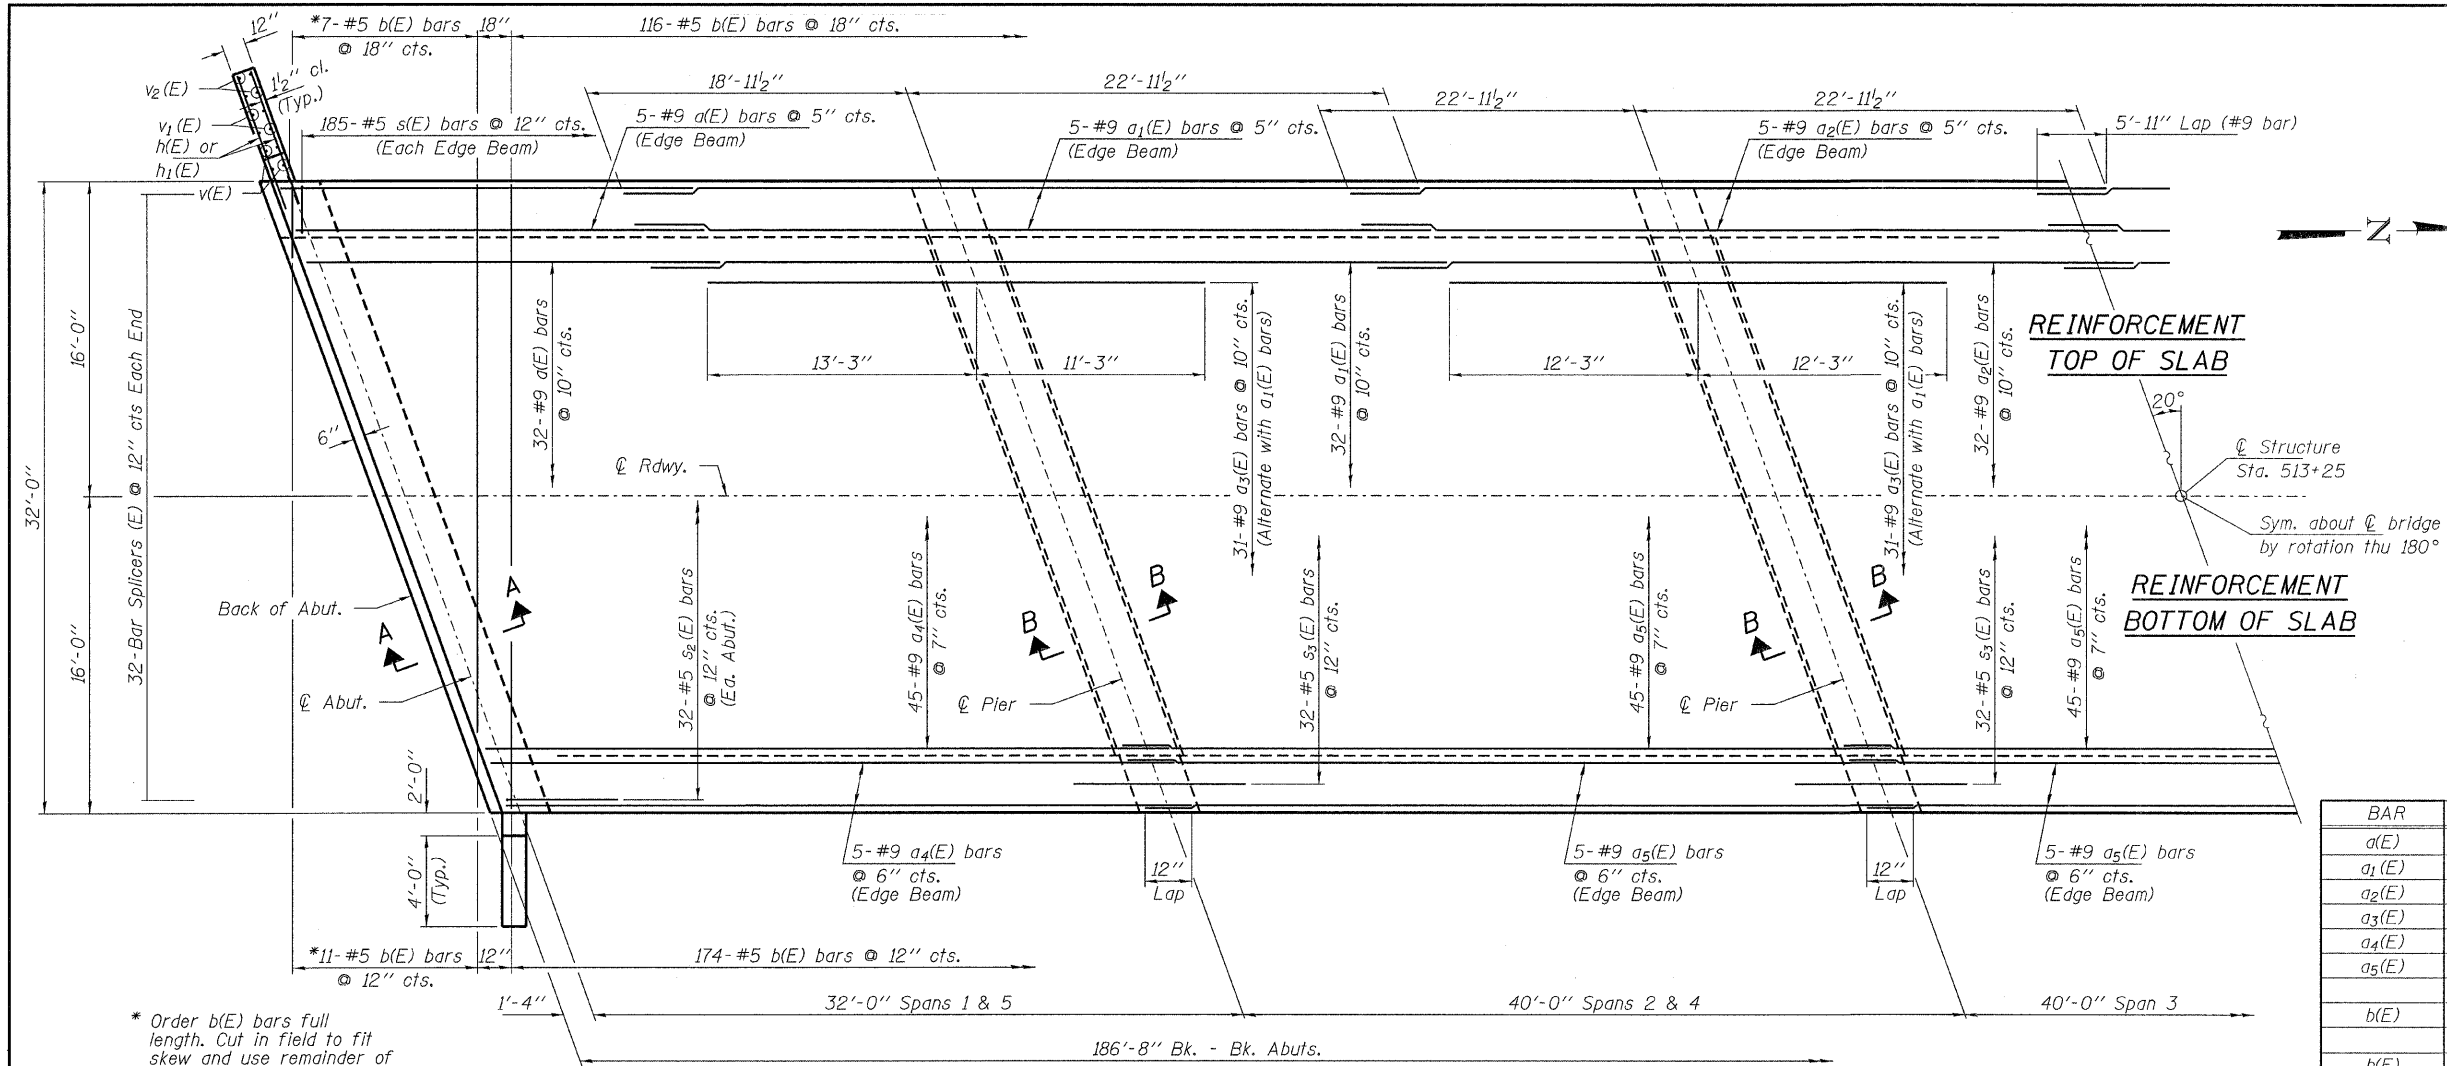 12"
*7-#5 b(E) bars
@ 18" cts.
18"
116-#5 b(E) bars @ 18" cts.
v2(E)
1½" cl.
(Typ.)
v1(E)
h(E) or
h1(E)
v(E)
185-#5 s(E) bars @ 12" cts.
(Each Edge Beam)
18'-11½"
22'-11½"
22'-11½"
22'-11½"
5-#9 a(E) bars @ 5" cts.
(Edge Beam)
5-#9 a1(E) bars @ 5" cts.
(Edge Beam)
5-#9 a2(E) bars @ 5" cts.
(Edge Beam)
5'-11" Lap (#9 bar)
N
32'-0"
16'-0"
16'-0"
32-Bar Splicers (E) @ 12" cts Each End
6"
32-#9 a(E) bars
@ 10" cts.
13'-3"
11'-3"
31-#9 a3(E) bars @ 10" cts.
(Alternate with a1(E) bars)
32-#9 a1(E) bars
@ 10" cts.
12'-3"
12'-3"
31-#9 a3(E) bars @ 10" cts.
(Alternate with a1(E) bars)
32-#9 a2(E) bars
@ 10" cts.
REINFORCEMENT
TOP OF SLAB
20°
℄ Structure
Sta. 513+25
Sym. about ℄ bridge
by rotation thu 180°
REINFORCEMENT
BOTTOM OF SLAB
℄ Rdwy.
Back of Abut.
A
A
℄ Abut.
32-#5 s2(E) bars
@ 12" cts.
(Ea. Abut.)
45-#9 a4(E) bars
@ 7" cts.
B
B
℄ Pier
32-#5 s3(E) bars
@ 12" cts.
45-#9 a5(E) bars
@ 7" cts.
B
B
℄ Pier
32-#5 s3(E) bars
@ 12" cts.
45-#9 a5(E) bars
@ 7" cts.
2'-0"
4'-0"
(Typ.)
5-#9 a4(E) bars
@ 6" cts.
(Edge Beam)
12"
Lap
5-#9 a5(E) bars
@ 6" cts.
(Edge Beam)
12"
Lap
5-#9 a5(E) bars
@ 6" cts.
(Edge Beam)
*11-#5 b(E) bars
@ 12" cts.
12"
174-#5 b(E) bars @ 12" cts.
1'-4"
32'-0" Spans 1 & 5
40'-0" Spans 2 & 4
40'-0" Span 3
186'-8" Bk. - Bk. Abuts.
* Order b(E) bars full
length. Cut in field to fit
skew and use remainder of
BAR
a(E)
a1(E)
a2(E)
a3(E)
a4(E)
a5(E)
b(E)